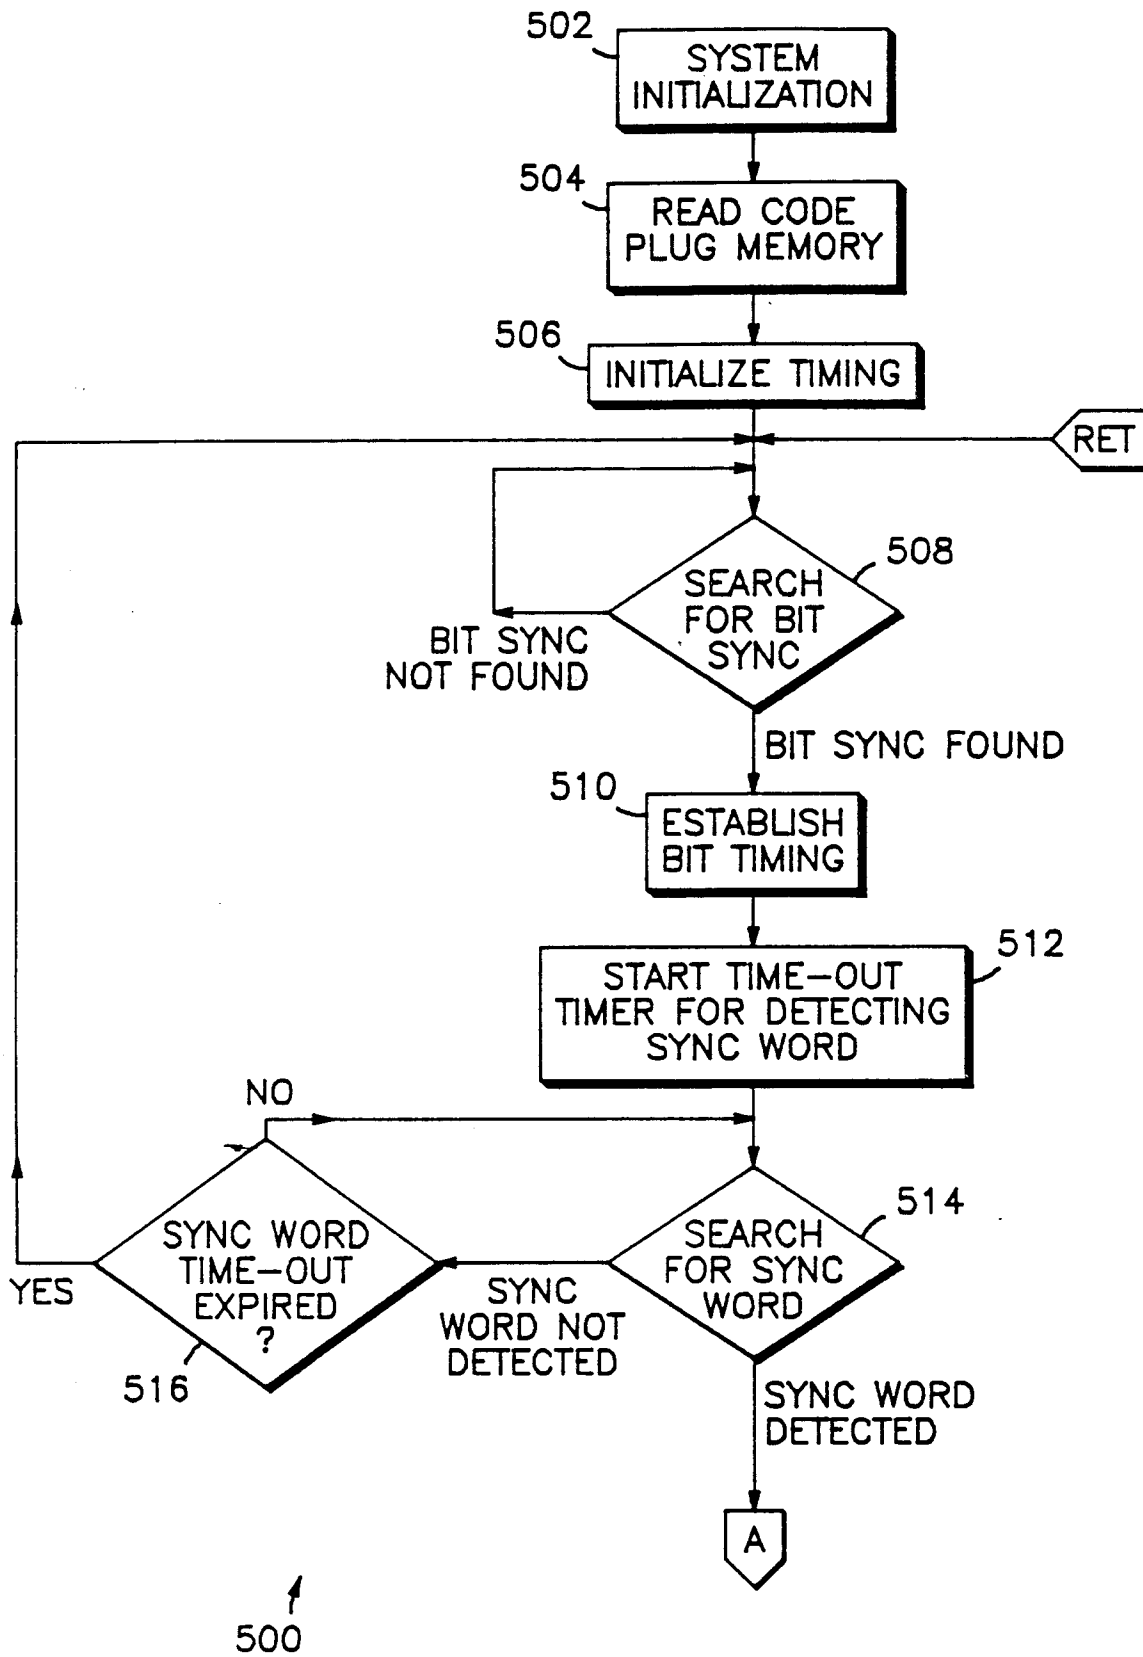 502
SYSTEM
INITIALIZATION
504
READ CODE
PLUG MEMORY
506
INITIALIZE TIMING
RET
508
SEARCH
FOR BIT
SYNC
BIT SYNC
NOT FOUND
BIT SYNC FOUND
510
ESTABLISH
BIT TIMING
512
START TIME-OUT
TIMER FOR DETECTING
SYNC WORD
NO
514
SEARCH
FOR SYNC
WORD
SYNC WORD
TIME-OUT
EXPIRED
?
YES
SYNC
WORD NOT
DETECTED
516
SYNC WORD
DETECTED
A
500